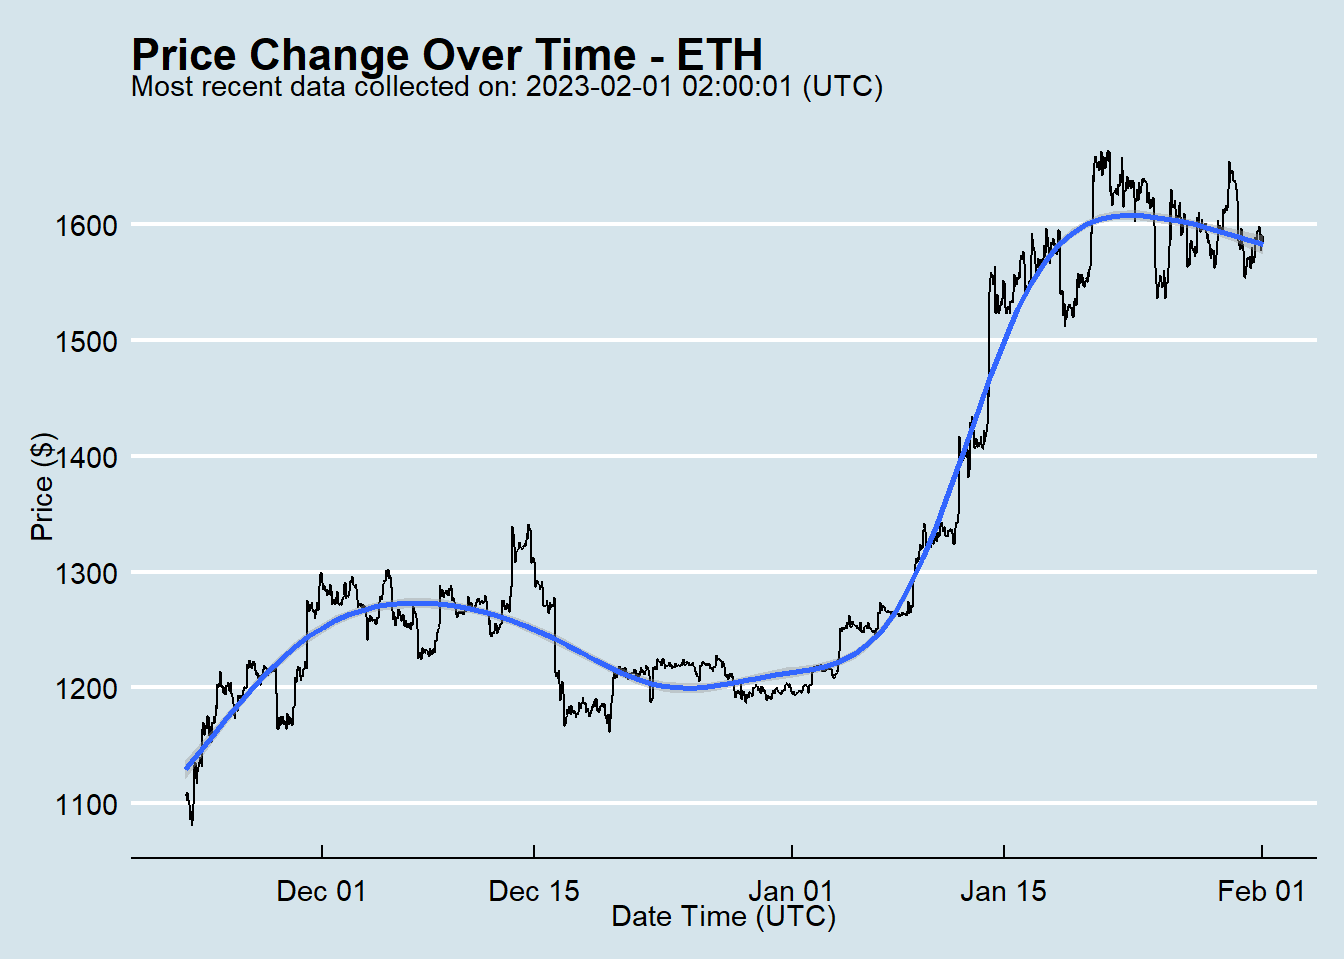 Price Change Over Time - ETH
Most recent data collected on: 2023-02-01 02:00:01 (UTC)
1600
1500
1400
1300
1200
1100
Price ($)
Dec 01
Dec 15
Jan 01
Jan 15
Feb 01
Date Time (UTC)